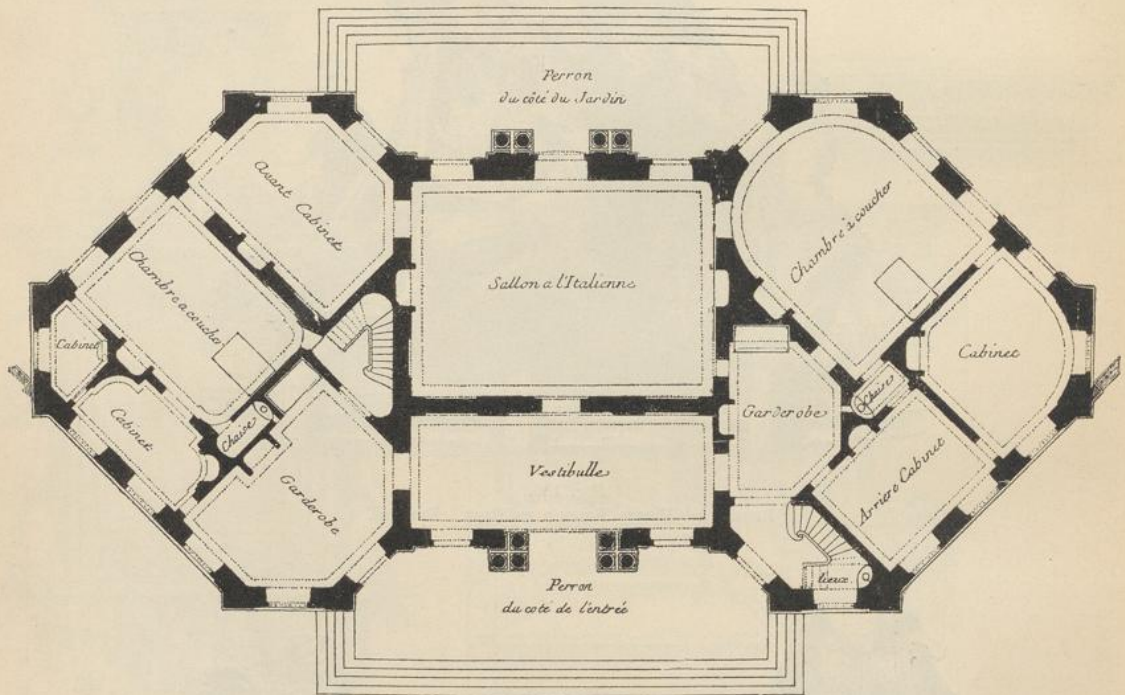 Perron
du côté du Jardin
Avant Cabinet
Chambre a coucher
Cabinet
Cabinet
Chaise
Garderobe
Sallon a l'Italienne
Vestibulle
Chambre à coucher
Cabinet
Garderobe
Chaise
Arriere Cabinet
lieux.
Perron
du coté de l'entrée